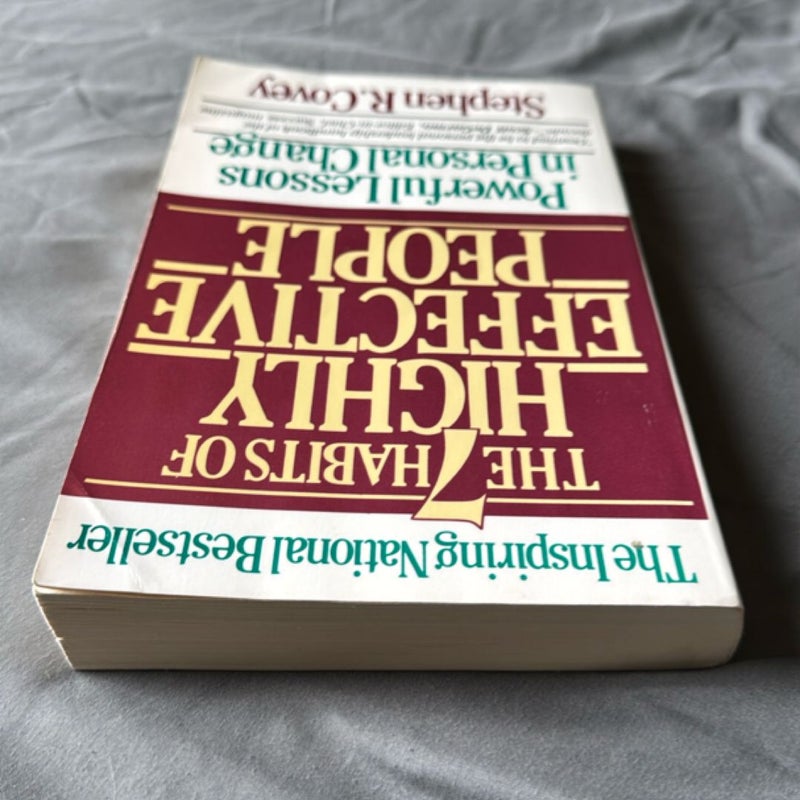 The Inspiring National Bestseller
THE 7 HABITS OF
HIGHLY
EFFECTIVE
PEOPLE
Powerful Lessons
in Personal Change
Stephen R. Covey